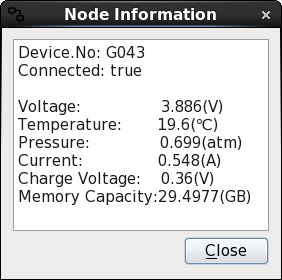 Node Information
Device.No: G043
Connected: true
Voltage: 3.886(V)
Temperature: 19.6(℃)
Pressure: 0.699(atm)
Current: 0.548(A)
Charge Voltage: 0.36(V)
Memory Capacity:29.4977(GB)
Close